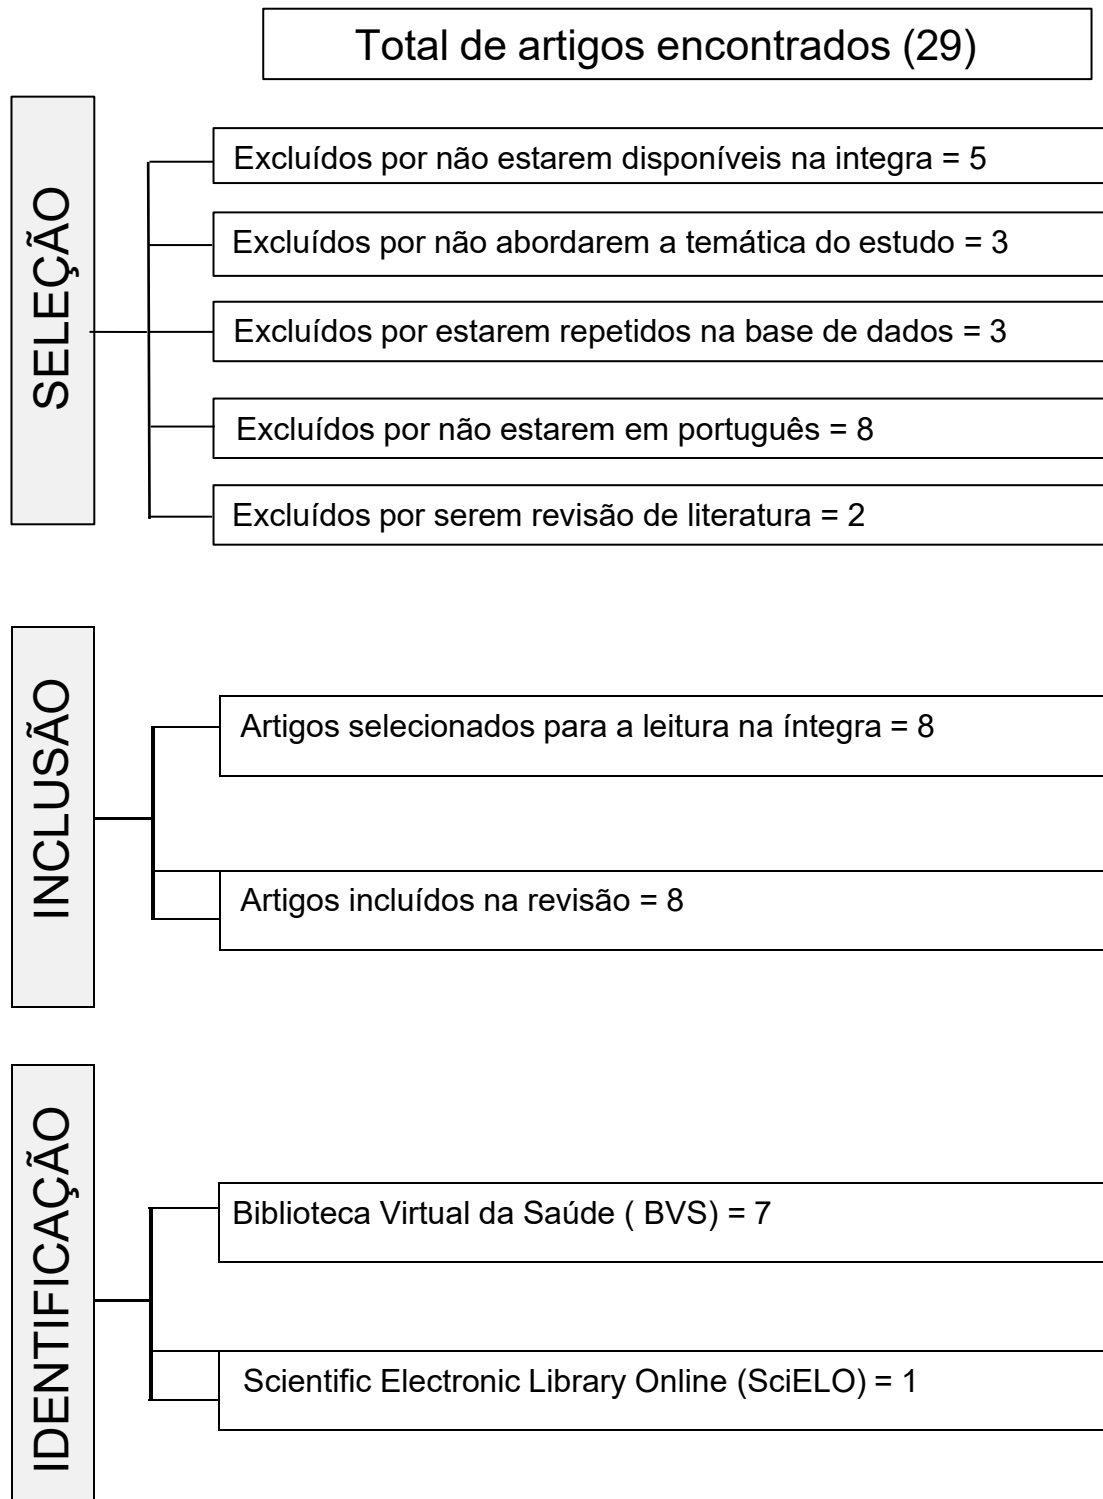 Total de artigos encontrados (29)
SELEÇÃO
Excluídos por não estarem disponíveis na integra = 5
Excluídos por não abordarem a temática do estudo = 3
Excluídos por estarem repetidos na base de dados = 3
Excluídos por não estarem em português = 8
Excluídos por serem revisão de literatura = 2
INCLUSÃO
Artigos selecionados para a leitura na íntegra = 8
Artigos incluídos na revisão = 8
IDENTIFICAÇÃO
Biblioteca Virtual da Saúde ( BVS) = 7
Scientific Electronic Library Online (SciELO) = 1